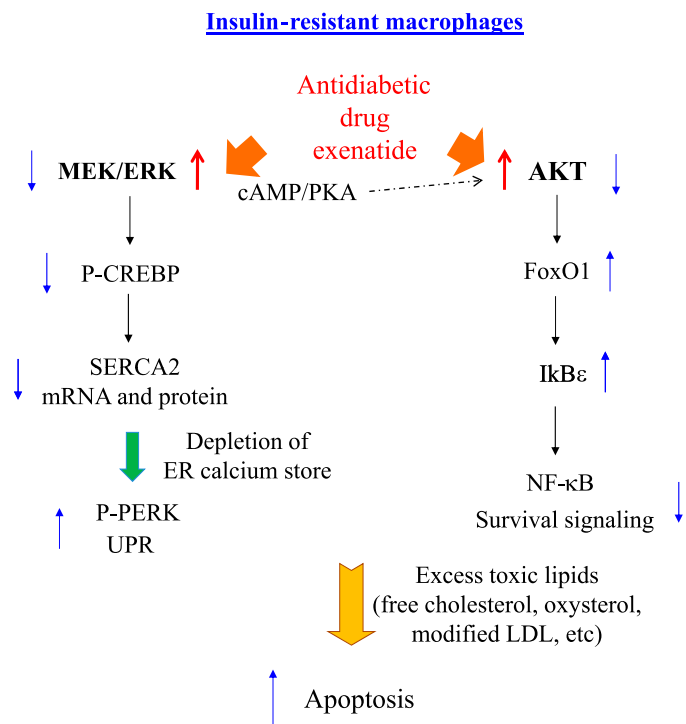 Insulin-resistant macrophages
Antidiabetic
drug
exenatide
MEK/ERK
cAMP/PKA
AKT
P-CREBP
FoxO1
SERCA2
mRNA and protein
IkBε
Depletion of
ER calcium store
P-PERK
UPR
NF-κB
Survival signaling
Excess toxic lipids
(free cholesterol, oxysterol,
modified LDL, etc)
Apoptosis